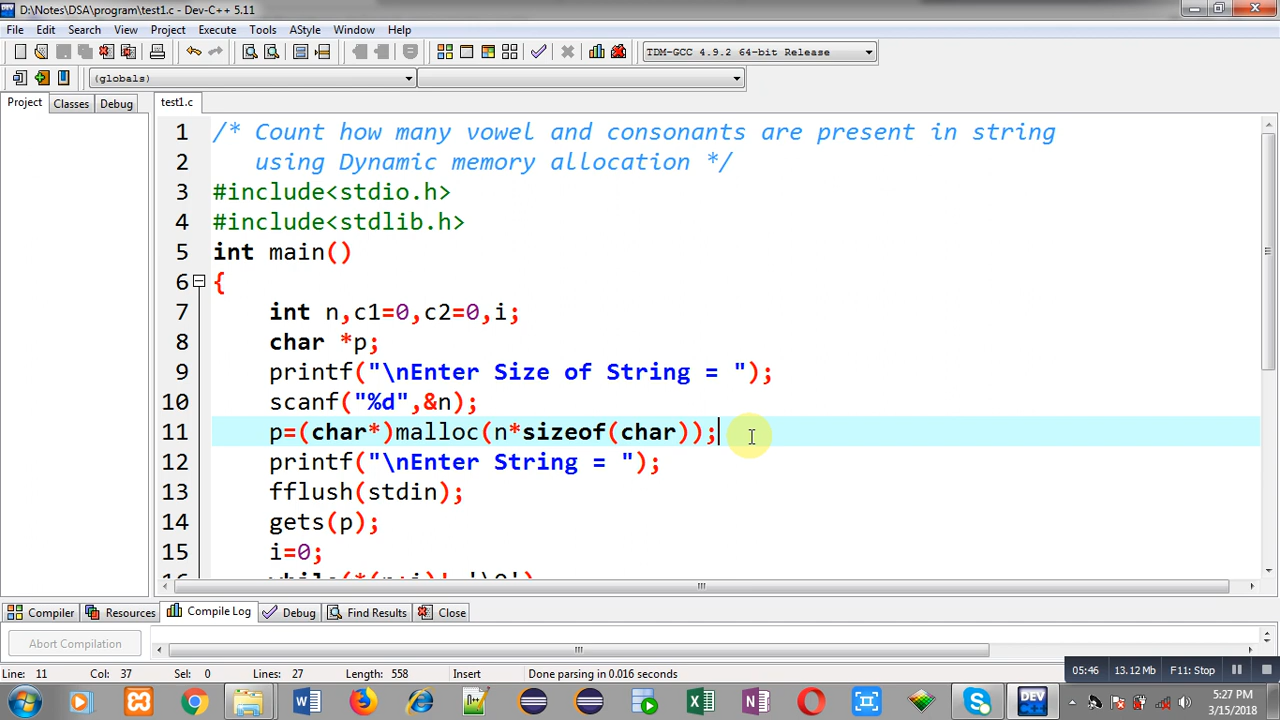 D:\Notes\DSA\program\test1.c - Dev-C++ 5.11
File Edit Search View Project Execute Tools AStyle Window Help
TDM-GCC 4.9.2 64-bit Release
(globals)
Project Classes Debug test1.c
1 /* Count how many vowel and consonants are present in string
2 using Dynamic memory allocation */
3 #include<stdio.h>
4 #include<stdlib.h>
5 int main()
6 {
7 int n,c1=0,c2=0,i;
8 char *p;
9 printf("\nEnter Size of String = ");
10 scanf("%d",&n);
11 p=(char*)malloc(n*sizeof(char));
12 printf("\nEnter String = ");
13 fflush(stdin);
14 gets(p);
15 i=0;
Compiler Resources Compile Log Debug Find Results Close
Abort Compilation
Line: 11 Col: 37 Sel: 0 Lines: 27 Length: 558 Insert Done parsing in 0.016 seconds
05:46 13.12 Mb F11: Stop
5:27 PM
3/15/2018